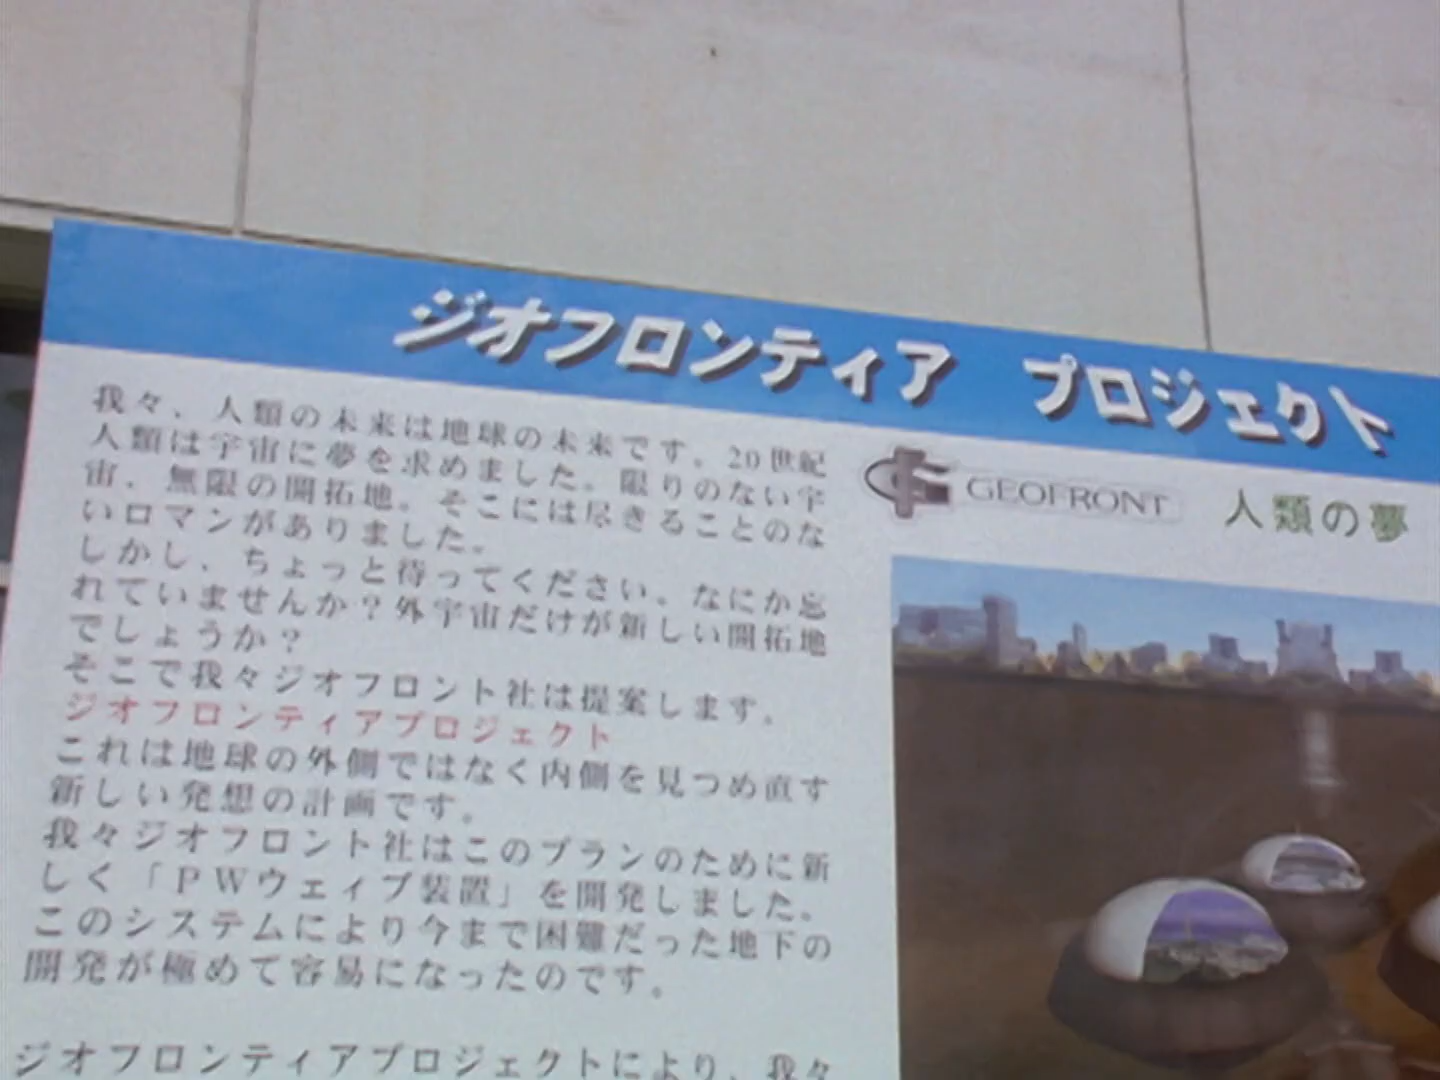 ジオフロンティア プロジェクト
我々、人類の未来は地球の未来です。20世紀
人類は宇宙に夢を求めました。限りのない宇
宙、無限の開拓地。そこには尽きることのな
いロマンがありました。
しかし、ちょっと待ってください。なにか忘
れていませんか？外宇宙だけが新しい開拓地
でしょうか？
そこで我々ジオフロント社は提案します。
ジオフロンティアプロジェクト
これは地球の外側ではなく内側を見つめ直す
新しい発想の計画です。
我々ジオフロント社はこのプランのために新
しく「PWウェイブ装置」を開発しました。
このシステムにより今まで困難だった地下の
開発が極めて容易になったのです。
ジオフロンティアプロジェクトにより、我々
GEOFRONT
人類の夢